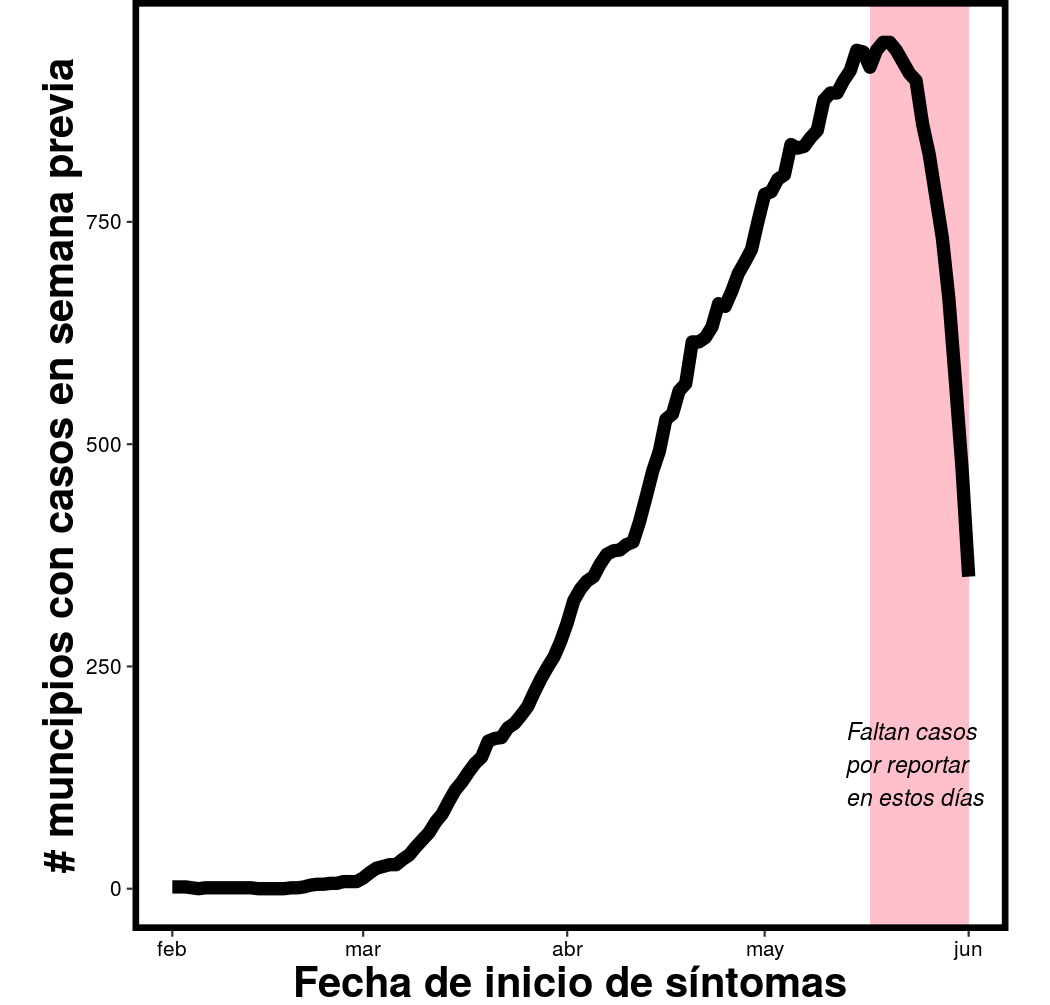 # muncipios con casos en semana previa
750
500
250
0
Faltan casos
por reportar
en estos días
feb mar abr may jun
Fecha de inicio de síntomas